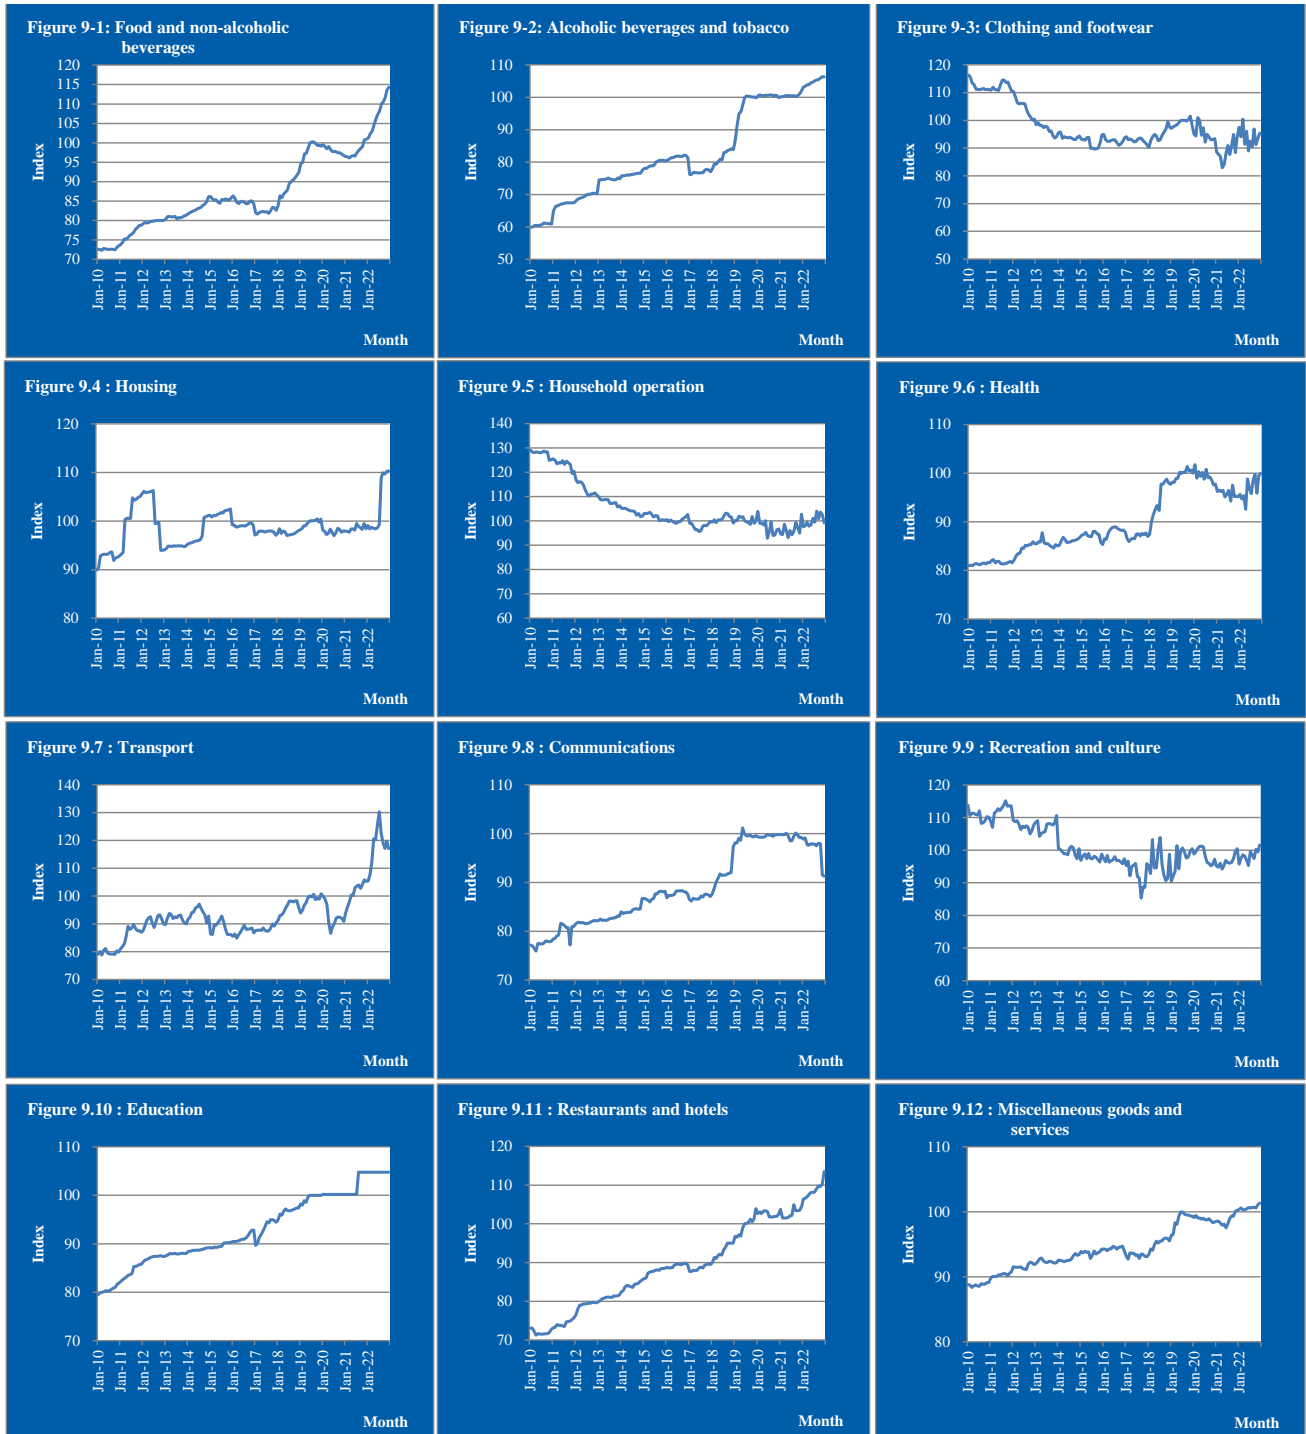 Figure 9-1: Food and non-alcoholic
beverages
120
115
110
105
100
95
90
85
80
75
70
Index
Jan-10
Jan-11
Jan-12
Jan-13
Jan-14
Jan-15
Jan-16
Jan-17
Jan-18
Jan-19
Jan-20
Jan-21
Jan-22
Month
Figure 9-2: Alcoholic beverages and tobacco
110
100
90
80
70
60
50
Index
Jan-10
Jan-11
Jan-12
Jan-13
Jan-14
Jan-15
Jan-16
Jan-17
Jan-18
Jan-19
Jan-20
Jan-21
Jan-22
Month
Figure 9-3: Clothing and footwear
120
110
100
90
80
70
60
50
Index
Jan-10
Jan-11
Jan-12
Jan-13
Jan-14
Jan-15
Jan-16
Jan-17
Jan-18
Jan-19
Jan-20
Jan-21
Jan-22
Month
Figure 9.4 : Housing
120
110
100
90
80
Index
Jan-10
Jan-11
Jan-12
Jan-13
Jan-14
Jan-15
Jan-16
Jan-17
Jan-18
Jan-19
Jan-20
Jan-21
Jan-22
Month
Figure 9.5 : Household operation
140
130
120
110
100
90
80
70
60
Index
Jan-10
Jan-11
Jan-12
Jan-13
Jan-14
Jan-15
Jan-16
Jan-17
Jan-18
Jan-19
Jan-20
Jan-21
Jan-22
Month
Figure 9.6 : Health
110
100
90
80
70
Index
Jan-10
Jan-11
Jan-12
Jan-13
Jan-14
Jan-15
Jan-16
Jan-17
Jan-18
Jan-19
Jan-20
Jan-21
Jan-22
Month
Figure 9.7 : Transport
140
130
120
110
100
90
80
70
Index
Jan-10
Jan-11
Jan-12
Jan-13
Jan-14
Jan-15
Jan-16
Jan-17
Jan-18
Jan-19
Jan-20
Jan-21
Jan-22
Month
Figure 9.8 : Communications
110
100
90
80
70
Index
Jan-10
Jan-11
Jan-12
Jan-13
Jan-14
Jan-15
Jan-16
Jan-17
Jan-18
Jan-19
Jan-20
Jan-21
Jan-22
Month
Figure 9.9 : Recreation and culture
120
110
100
90
80
70
60
Index
Jan-10
Jan-11
Jan-12
Jan-13
Jan-14
Jan-15
Jan-16
Jan-17
Jan-18
Jan-19
Jan-20
Jan-21
Jan-22
Month
Figure 9.10 : Education
110
100
90
80
70
Index
Jan-10
Jan-11
Jan-12
Jan-13
Jan-14
Jan-15
Jan-16
Jan-17
Jan-18
Jan-19
Jan-20
Jan-21
Jan-22
Month
Figure 9.11 : Restaurants and hotels
120
110
100
90
80
70
Index
Jan-10
Jan-11
Jan-12
Jan-13
Jan-14
Jan-15
Jan-16
Jan-17
Jan-18
Jan-19
Jan-20
Jan-21
Jan-22
Month
Figure 9.12 : Miscellaneous goods and
services
110
100
90
80
Index
Jan-10
Jan-11
Jan-12
Jan-13
Jan-14
Jan-15
Jan-16
Jan-17
Jan-18
Jan-19
Jan-20
Jan-21
Jan-22
Month